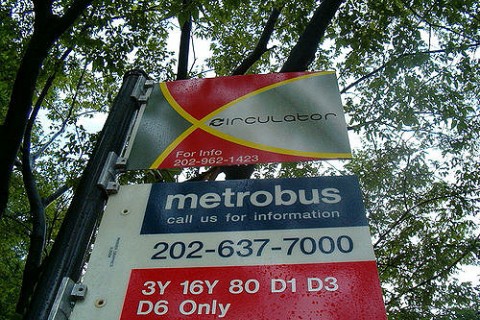 circulator
For Info
202-962-1423
metrobus
call us for information
202-637-7000
3Y 16Y 80 D1 D3
D6 Only